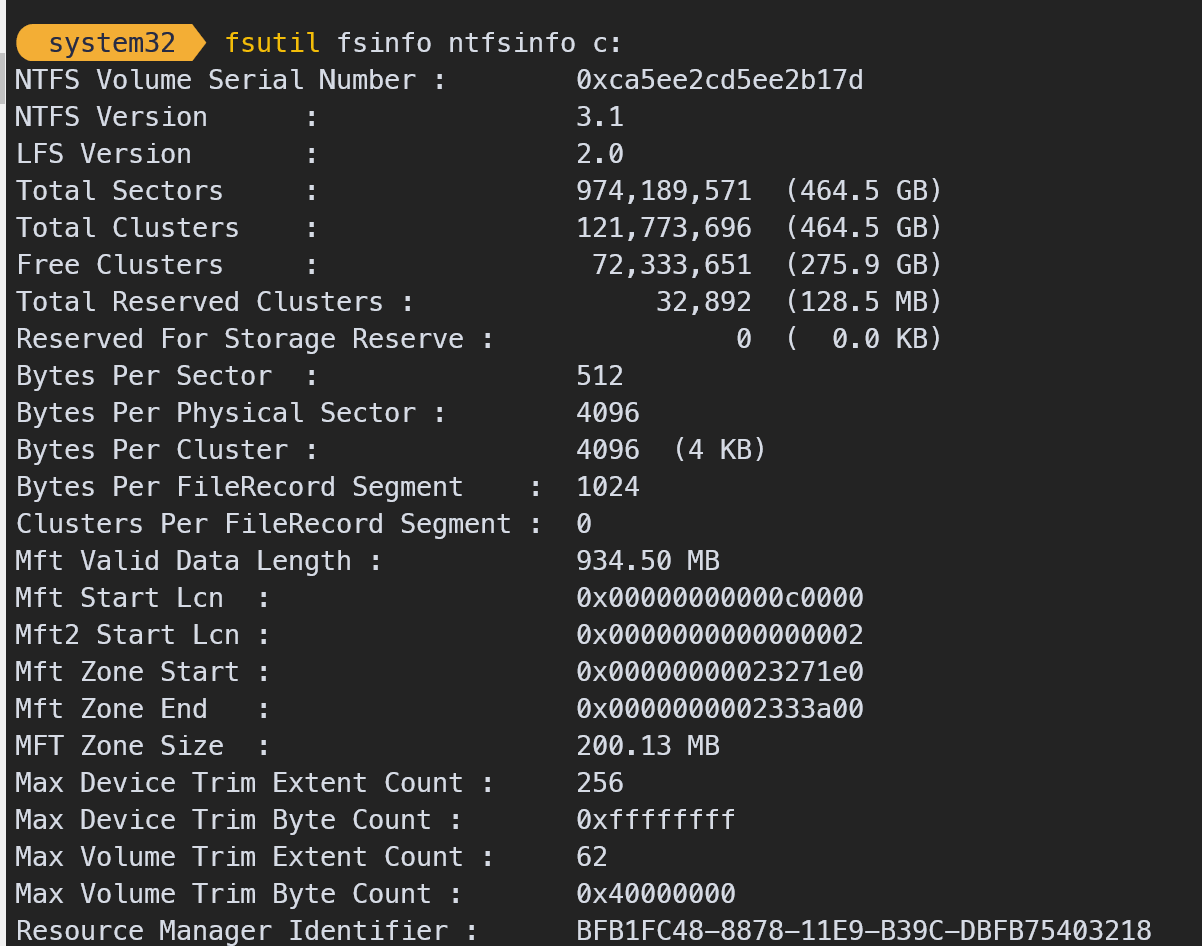 system32 fsutil fsinfo ntfsinfo c:
NTFS Volume Serial Number :        0xca5ee2cd5ee2b17d
NTFS Version      :                3.1
LFS Version       :                2.0
Total Sectors     :                974,189,571  (464.5 GB)
Total Clusters    :                121,773,696  (464.5 GB)
Free Clusters     :                 72,333,651  (275.9 GB)
Total Reserved Clusters :               32,892  (128.5 MB)
Reserved For Storage Reserve :               0  (  0.0 KB)
Bytes Per Sector  :                512
Bytes Per Physical Sector :        4096
Bytes Per Cluster :                4096  (4 KB)
Bytes Per FileRecord Segment    :  1024
Clusters Per FileRecord Segment :  0
Mft Valid Data Length :            934.50 MB
Mft Start Lcn  :                   0x00000000000c0000
Mft2 Start Lcn :                   0x0000000000000002
Mft Zone Start :                   0x00000000023271e0
Mft Zone End   :                   0x0000000002333a00
MFT Zone Size  :                   200.13 MB
Max Device Trim Extent Count :     256
Max Device Trim Byte Count :       0xffffffff
Max Volume Trim Extent Count :     62
Max Volume Trim Byte Count :       0x40000000
Resource Manager Identifier :      BFB1FC48-8878-11E9-B39C-DBFB75403218